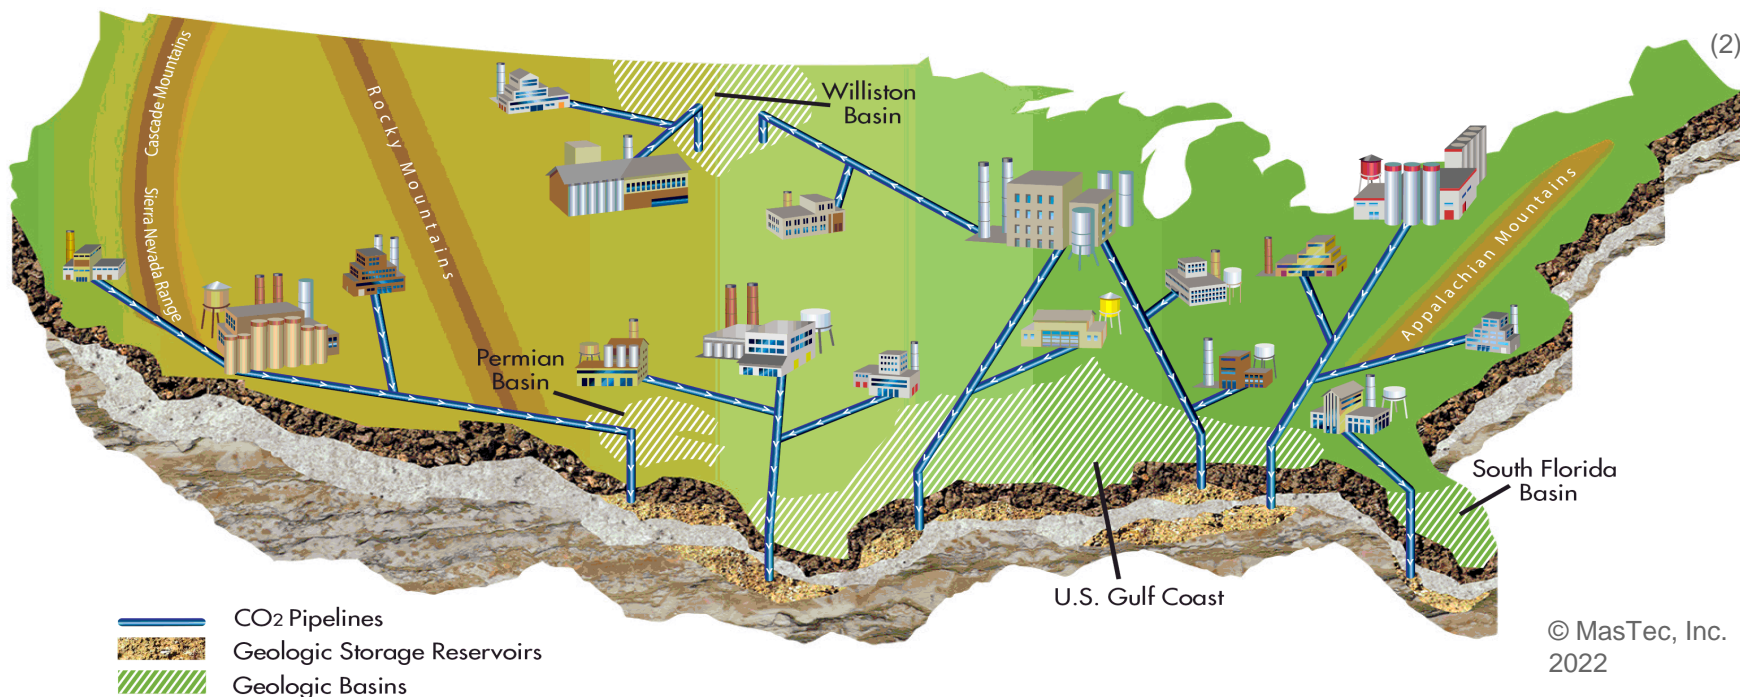 (2)
Cascade Mountains
Sierra Nevada Range
Rocky Mountains
Williston
Basin
Appalachian Mountains
Permian
Basin
South Florida
Basin
U.S. Gulf Coast
CO2 Pipelines
Geologic Storage Reservoirs
Geologic Basins
© MasTec, Inc.
2022